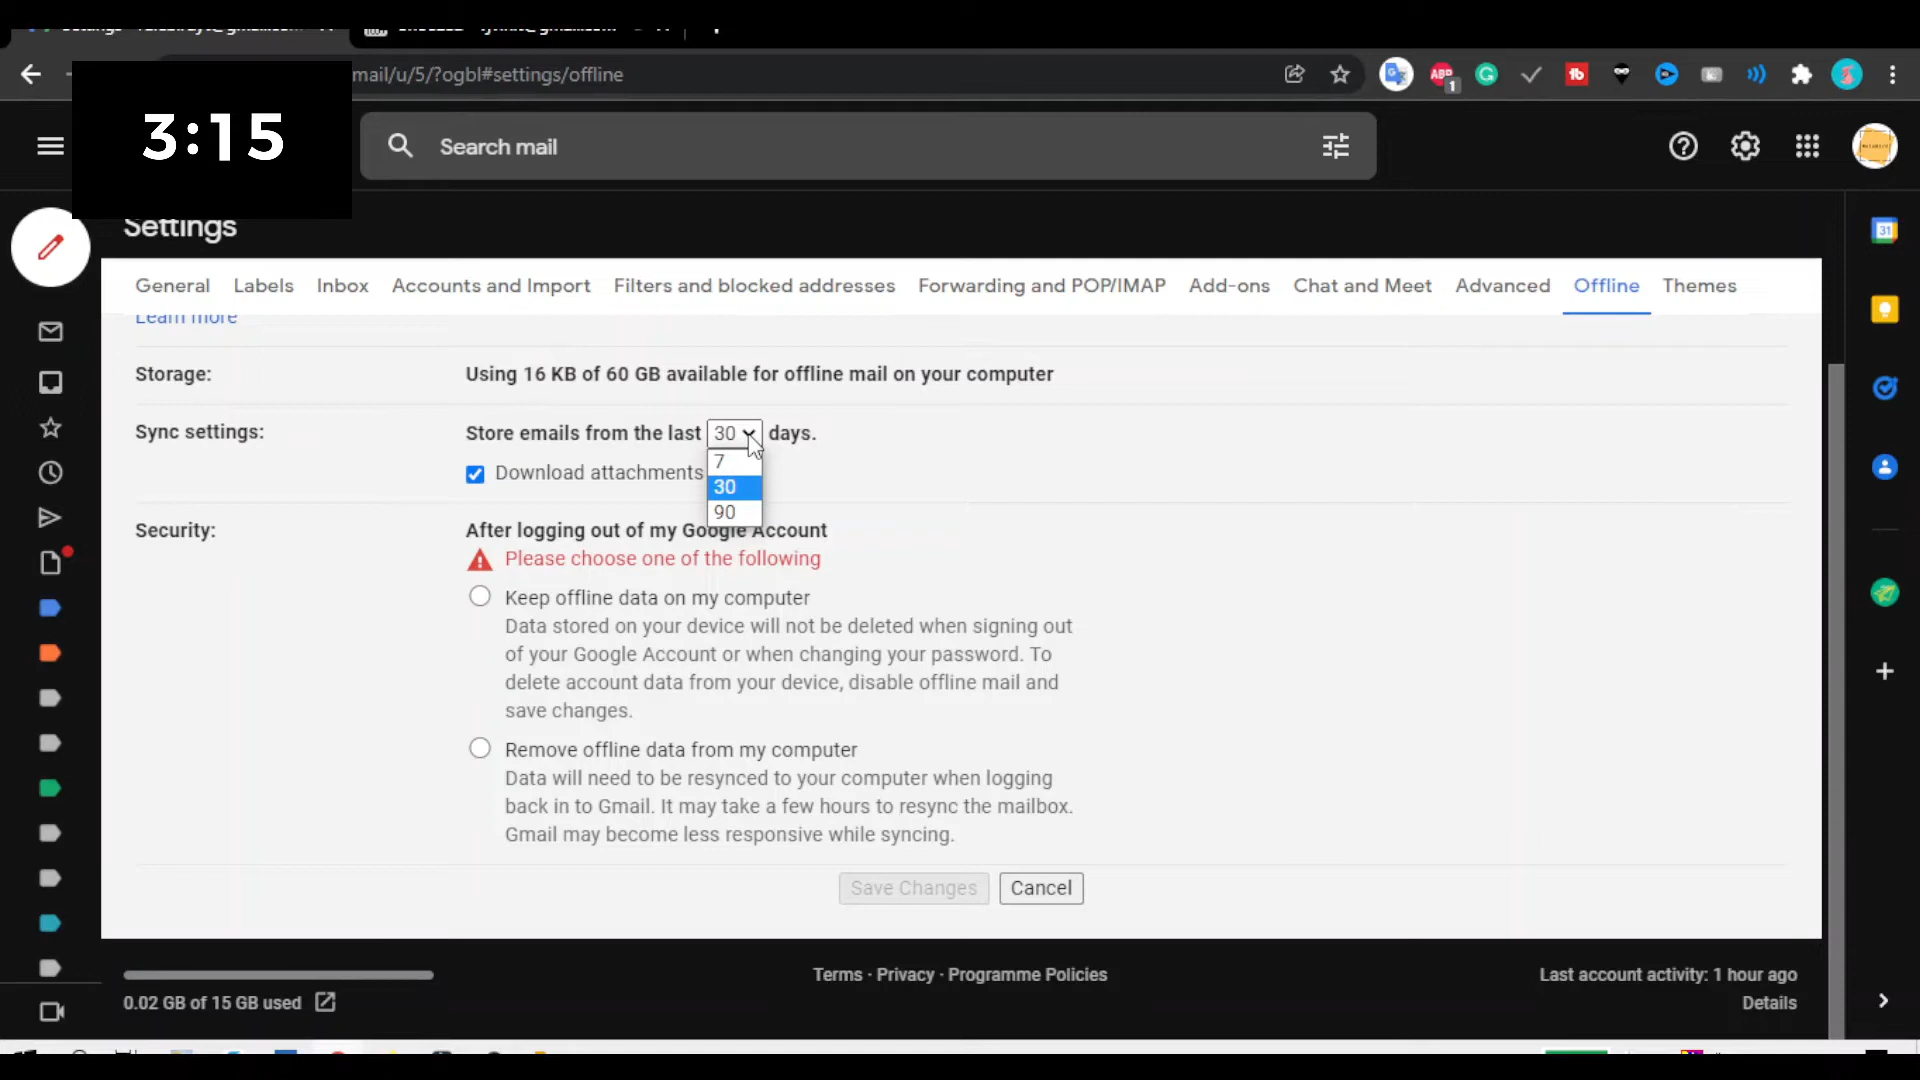 mail/u/5/?ogbl#settings/offline
ABP
1
3:15
Search mail
Settings
31
General Labels Inbox Accounts and Import Filters and blocked addresses Forwarding and POP/IMAP Add-ons Chat and Meet Advanced Offline Themes
Learn more
Storage: Using 16 KB of 60 GB available for offline mail on your computer
Sync settings: Store emails from the last 30 days.
7
Download attachments
30
90
Security: After logging out of my Google Account
Please choose one of the following
Keep offline data on my computer
Data stored on your device will not be deleted when signing out
of your Google Account or when changing your password. To
delete account data from your device, disable offline mail and
save changes.
Remove offline data from my computer
Data will need to be resynced to your computer when logging
back in to Gmail. It may take a few hours to resync the mailbox.
Gmail may become less responsive while syncing.
Save Changes Cancel
Terms · Privacy · Programme Policies
Last account activity: 1 hour ago
0.02 GB of 15 GB used
Details